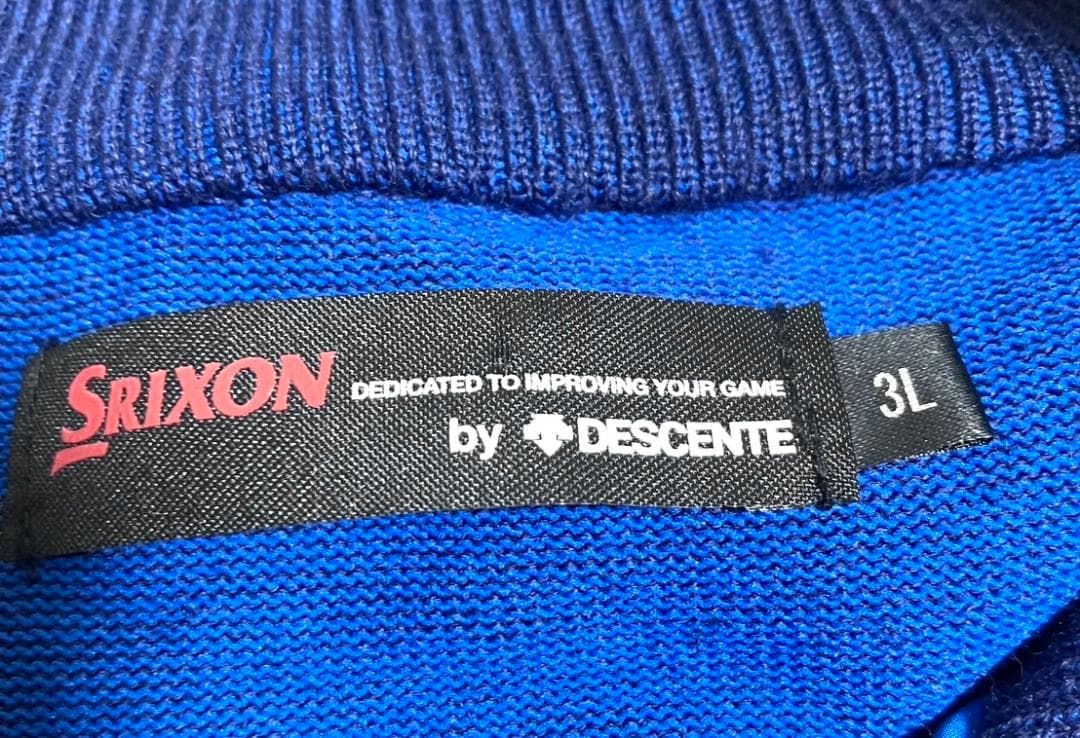 SRIXON DEDICATED TO IMPROVING YOUR GAME
by DESCENTE
3L